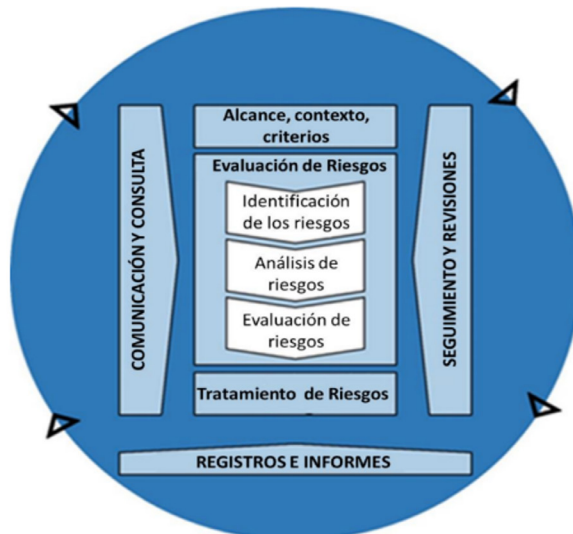 Alcance, contexto,
criterios
Evaluación de Riesgos
Identificación
de los riesgos
Análisis de
riesgos
Evaluación de
riesgos
Tratamiento de Riesgos
COMUNICACIÓN Y CONSULTA
SEGUIMIENTO Y REVISIONES
REGISTROS E INFORMES